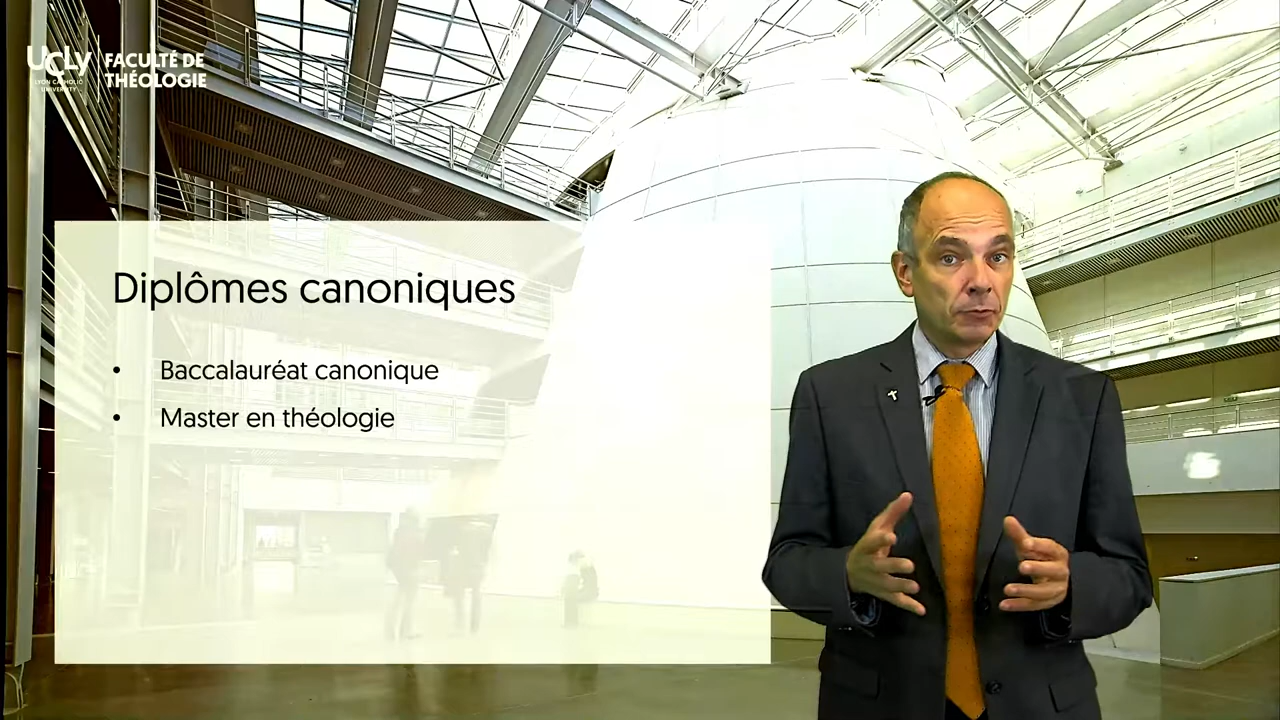 UCLy
LYON CATHOLIC
UNIVERSITY
FACULTÉ DE
THÉOLOGIE
Diplômes canoniques
• Baccalauréat canonique
• Master en théologie